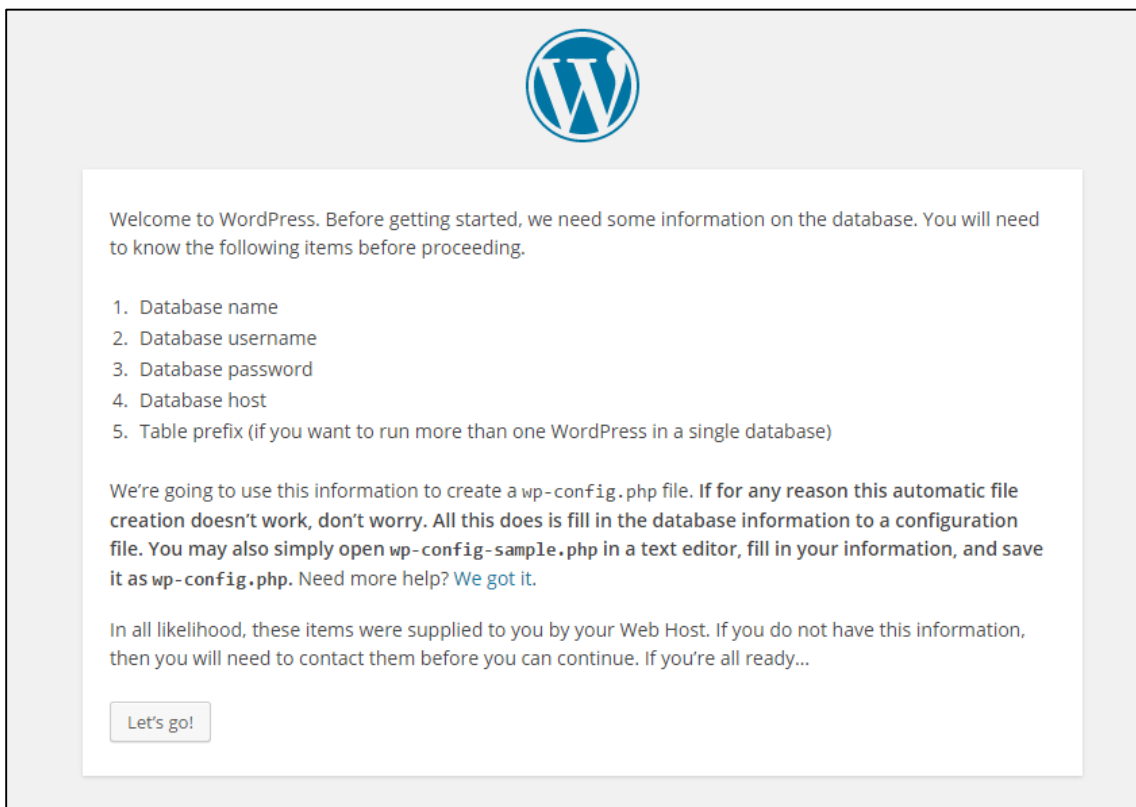 Welcome to WordPress. Before getting started, we need some information on the database. You will need
to know the following items before proceeding.
1. Database name
2. Database username
3. Database password
4. Database host
5. Table prefix (if you want to run more than one WordPress in a single database)
We’re going to use this information to create a wp-config.php file. If for any reason this automatic file
creation doesn’t work, don’t worry. All this does is fill in the database information to a configuration
file. You may also simply open wp-config-sample.php in a text editor, fill in your information, and save
it as wp-config.php. Need more help? We got it.
In all likelihood, these items were supplied to you by your Web Host. If you do not have this information,
then you will need to contact them before you can continue. If you’re all ready…
Let’s go!